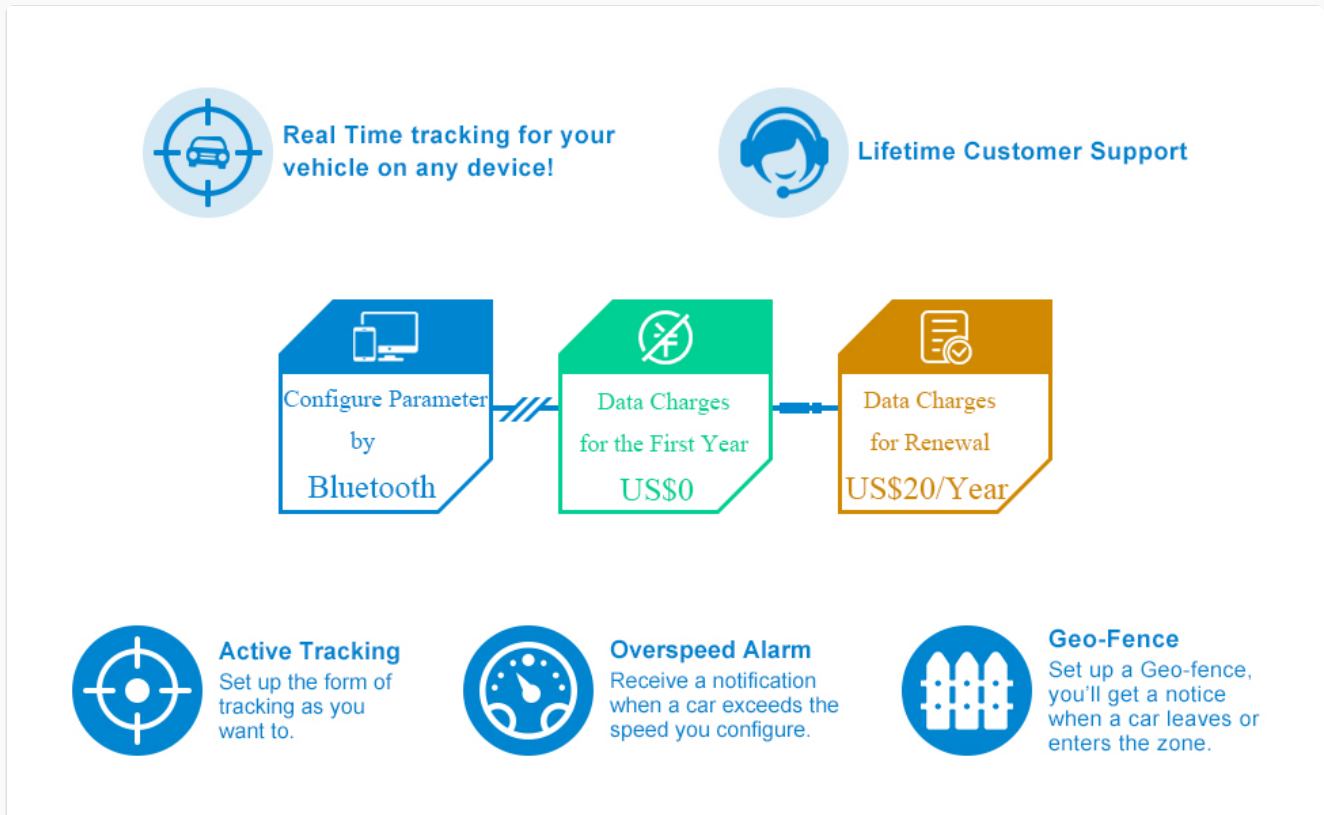 Real Time tracking for your
vehicle on any device!
Lifetime Customer Support
Configure Parameter
by
Bluetooth
Data Charges
for the First Year
US$0
Data Charges
for Renewal
US$20/Year
Active Tracking
Set up the form of
tracking as you
want to.
Overspeed Alarm
Receive a notification
when a car exceeds the
speed you configure.
Geo-Fence
Set up a Geo-fence,
you'll get a notice
when a car leaves or
enters the zone.